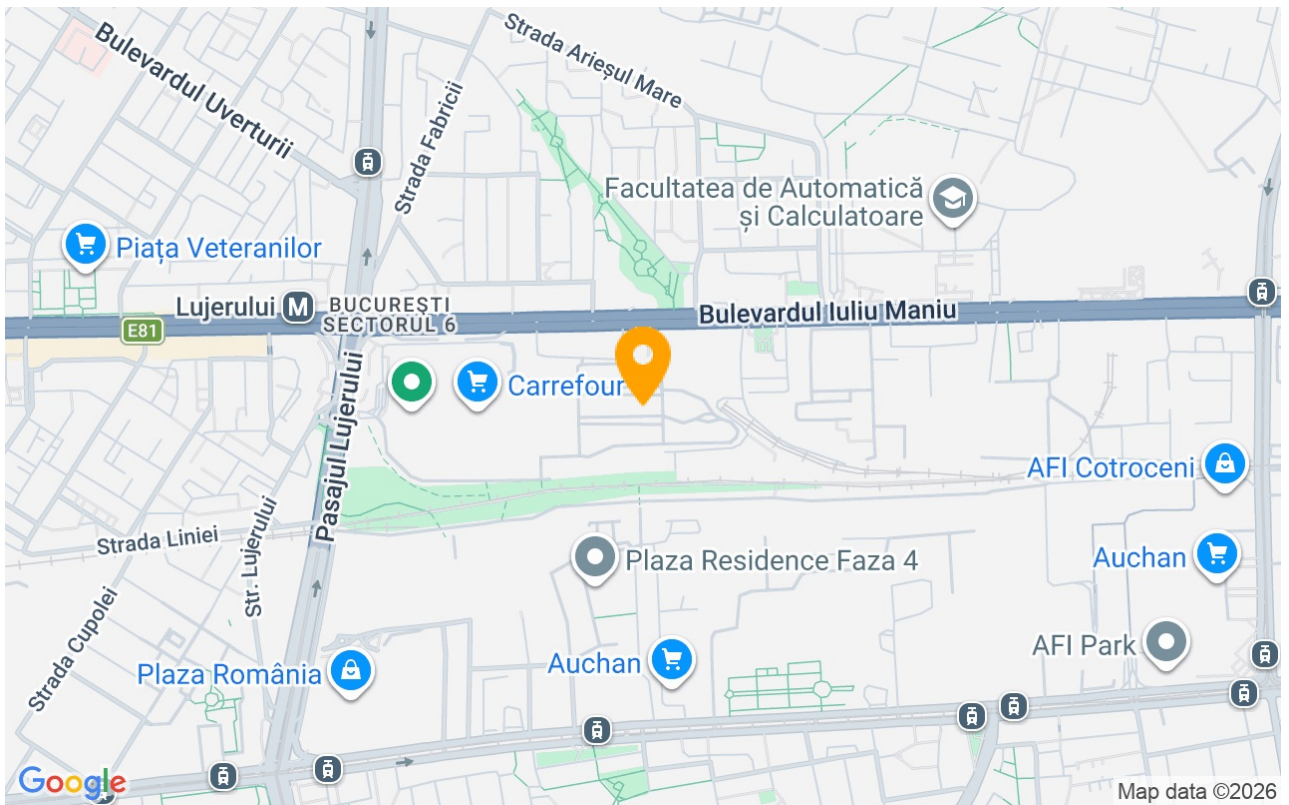 Strada Arieșul Mare
Bulevardul Uverturii
Strada Fabricii
Facultatea de Automatică
și Calculatoare
Piața Veteranilor
Lujerului M
BUCUREȘTI
SECTORUL 6
Bulevardul Iuliu Maniu
E81
Carrefour
Pasajul Lujerului
AFI Cotroceni
Strada Liniei
Str. Lujerului
Plaza Residence Faza 4
Auchan
Strada Cupolei
AFI Park
Plaza România
Auchan
Google
Map data ©2026